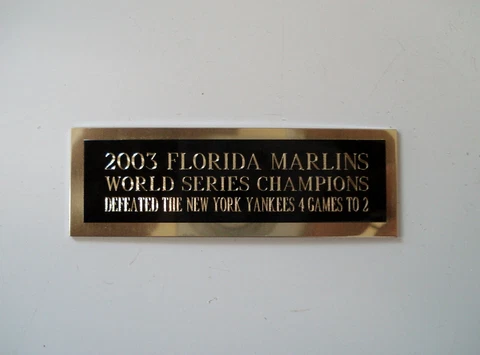 2003 FLORIDA MARLINS
WORLD SERIES CHAMPIONS
DEFEATED THE NEW YORK YANKEES 4 GAMES TO 2